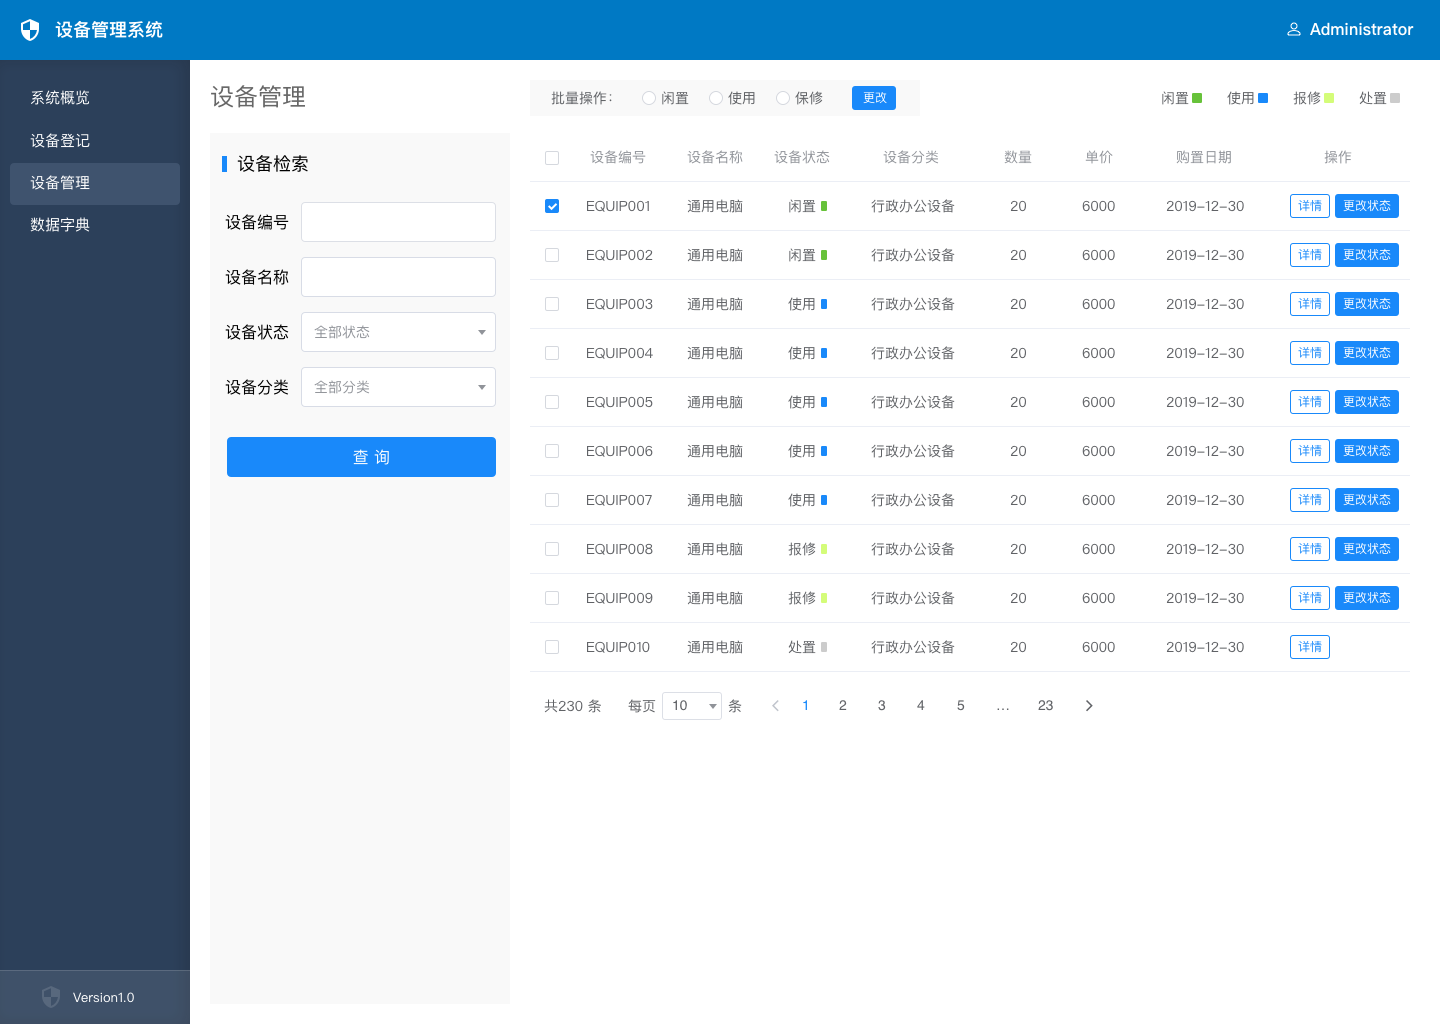 设备管理系统
Administrator
系统概览
设备登记
设备管理
数据字典
Version1.0
设备管理
设备检索
设备编号
设备名称
设备状态 全部状态
设备分类 全部分类
查 询
批量操作: 闲置 使用 保修 更改
闲置 使用 报修 处置
设备编号 设备名称 设备状态 设备分类 数量 单价 购置日期 操作
EQUIP001 通用电脑 闲置 行政办公设备 20 6000 2019-12-30 详情 更改状态
EQUIP002 通用电脑 闲置 行政办公设备 20 6000 2019-12-30 详情 更改状态
EQUIP003 通用电脑 使用 行政办公设备 20 6000 2019-12-30 详情 更改状态
EQUIP004 通用电脑 使用 行政办公设备 20 6000 2019-12-30 详情 更改状态
EQUIP005 通用电脑 使用 行政办公设备 20 6000 2019-12-30 详情 更改状态
EQUIP006 通用电脑 使用 行政办公设备 20 6000 2019-12-30 详情 更改状态
EQUIP007 通用电脑 使用 行政办公设备 20 6000 2019-12-30 详情 更改状态
EQUIP008 通用电脑 报修 行政办公设备 20 6000 2019-12-30 详情 更改状态
EQUIP009 通用电脑 报修 行政办公设备 20 6000 2019-12-30 详情 更改状态
EQUIP010 通用电脑 处置 行政办公设备 20 6000 2019-12-30 详情
共230 条 每页 10 条 1 2 3 4 5 ... 23